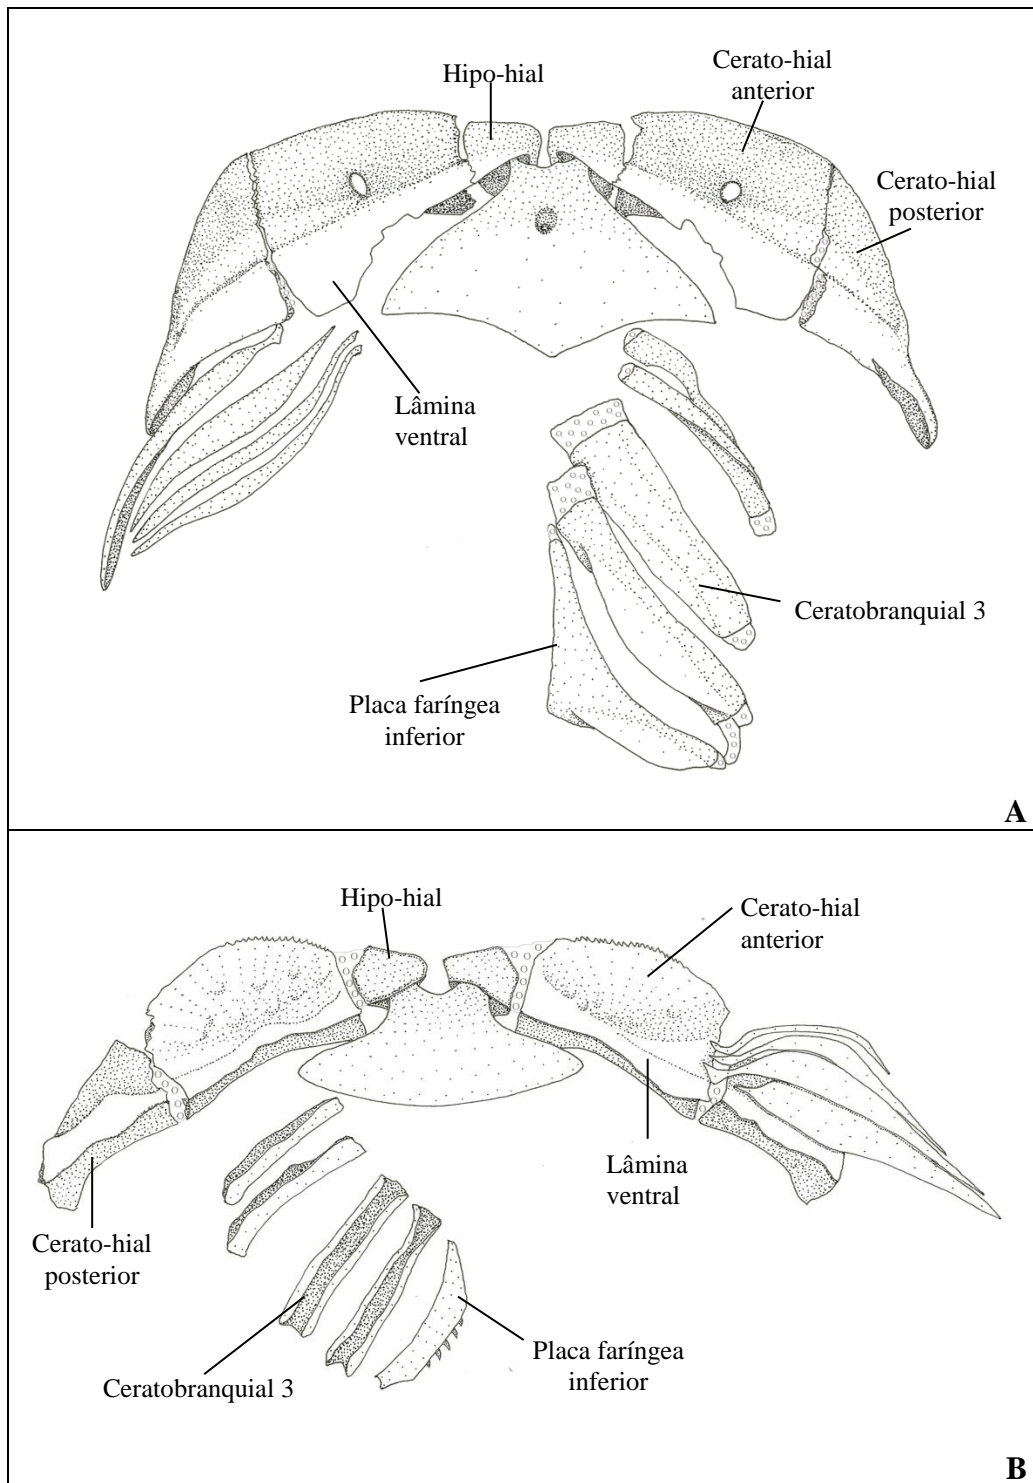 Hipo-hial
Cerato-hial
anterior
Cerato-hial
posterior
Lâmina
ventral
Ceratobranquial 3
Placa faríngea
inferior
A
Hipo-hial
Cerato-hial
anterior
Lâmina
ventral
Cerato-hial
posterior
Placa faríngea
inferior
Ceratobranquial 3
B